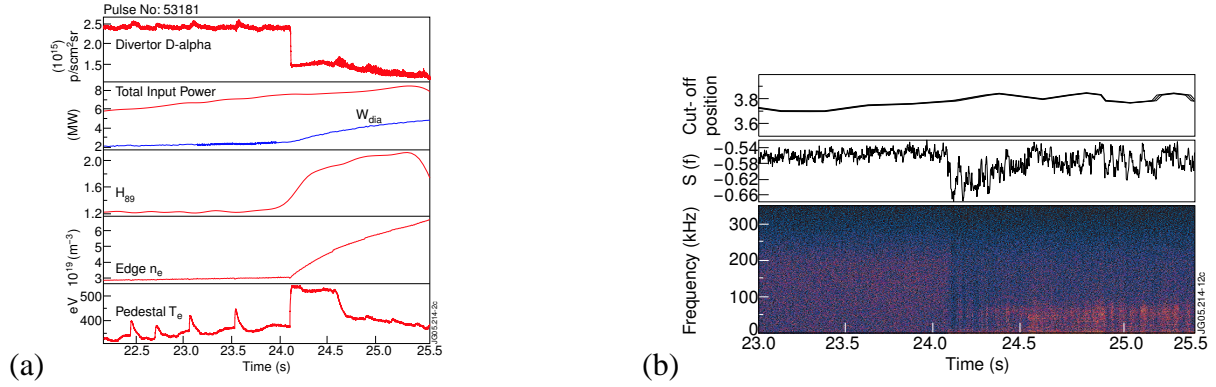 Pulse No: 53181
2.5
2.0
1.5
(10¹⁵)
p/scm²sr
Divertor D-alpha
8
4
2
(MW)
Total Input Power
W_dia
2.0
1.6
1.2
H₈₉
6
5
4
3
10¹⁹ (m⁻³)
Edge n_e
500
400
eV
Pedestal T_e
22.5 23.0 23.5 24.0 24.5 25.0 25.5
Time (s)
JG05.214-2c
(a)
3.8
3.6
Cut- off
position
−0.54
−0.58
−0.62
−0.66
S (f)
300
200
100
0
Frequency (kHz)
23.0 23.5 24.0 24.5 25.0 25.5
Time (s)
JG05.214-12c
(b)